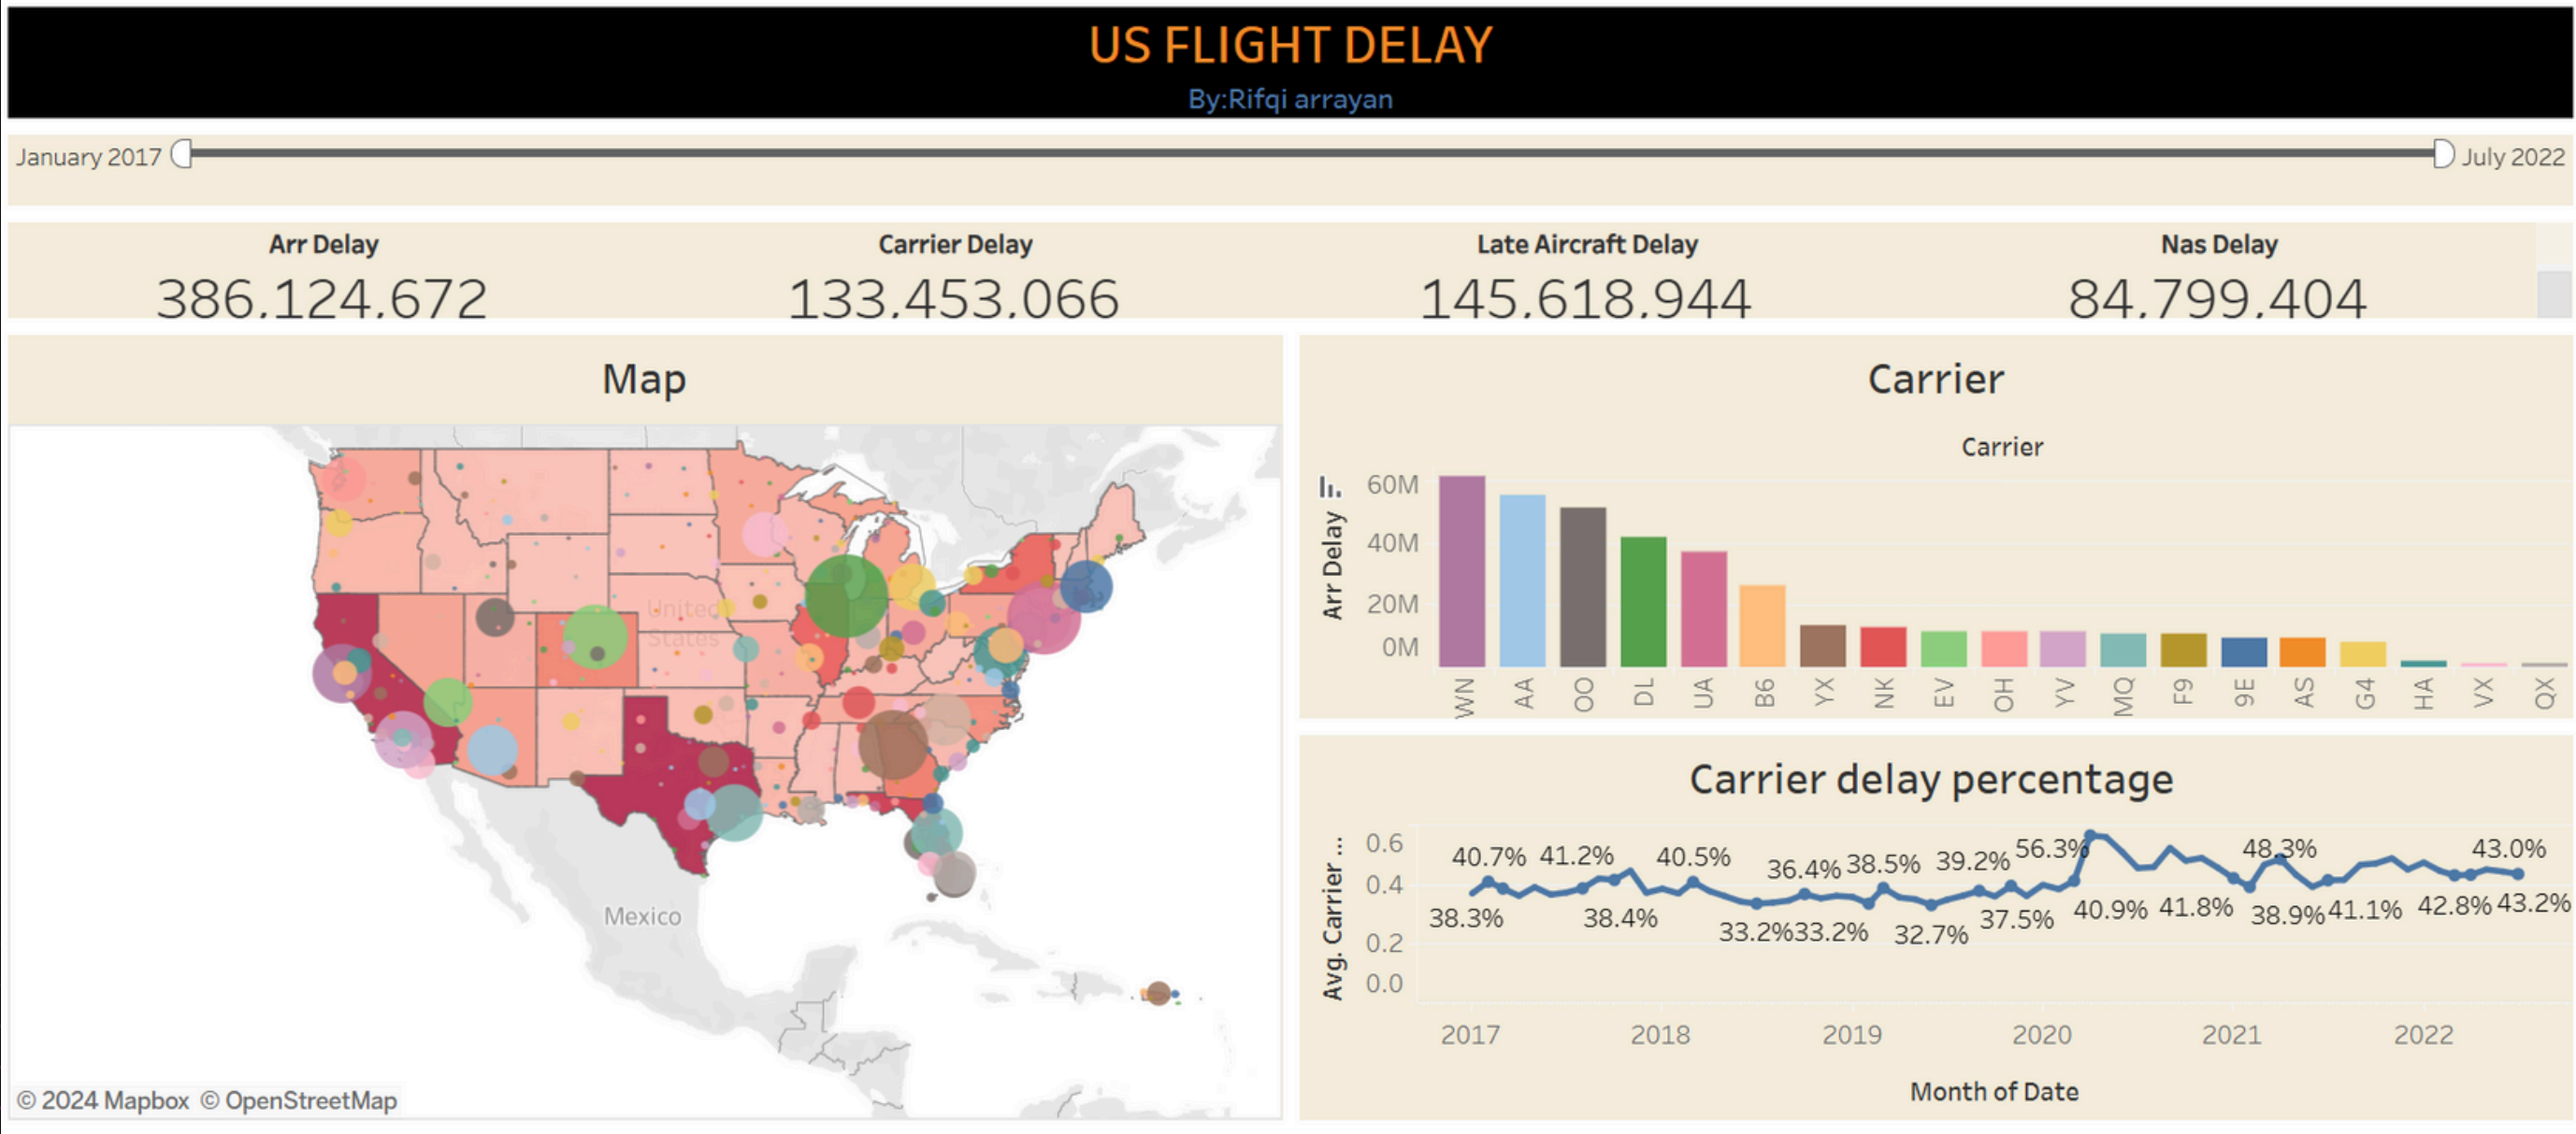 US FLIGHT DELAY
By:Rifqi arrayan
January 2017
July 2022
Arr Delay
Carrier Delay
Late Aircraft Delay
Nas Delay
386,124,672
133,453,066
145,618,944
84,799,404
Map
United
States
Mexico
© 2024 Mapbox © OpenStreetMap
Carrier
Carrier
Arr Delay
60M
40M
20M
0M
WN
AA
OO
DL
UA
B6
YX
NK
EV
OH
YV
MQ
F9
9E
AS
G4
HA
VX
QX
Carrier delay percentage
Avg. Carrier ...
0.6
0.4
0.2
0.0
40.7% 41.2% 40.5% 36.4% 38.5% 39.2% 56.3% 48.3% 43.0%
38.3% 38.4% 33.2% 33.2% 32.7% 37.5% 40.9% 41.8% 38.9% 41.1% 42.8% 43.2%
2017 2018 2019 2020 2021 2022
Month of Date